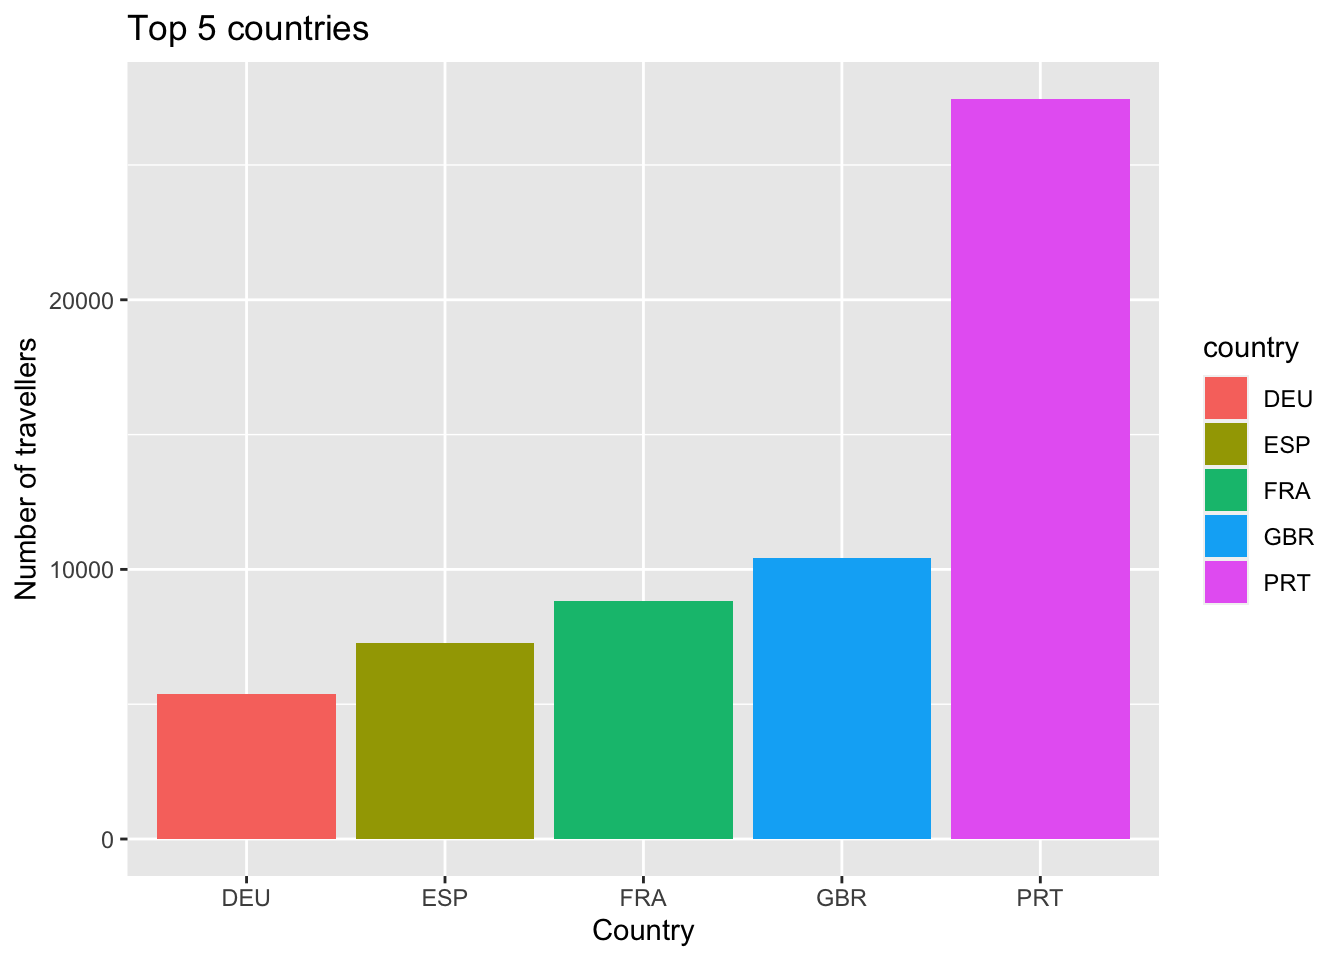 Top 5 countries
Number of travellers
20000
10000
0
DEU ESP FRA GBR PRT
Country
country
DEU
ESP
FRA
GBR
PRT